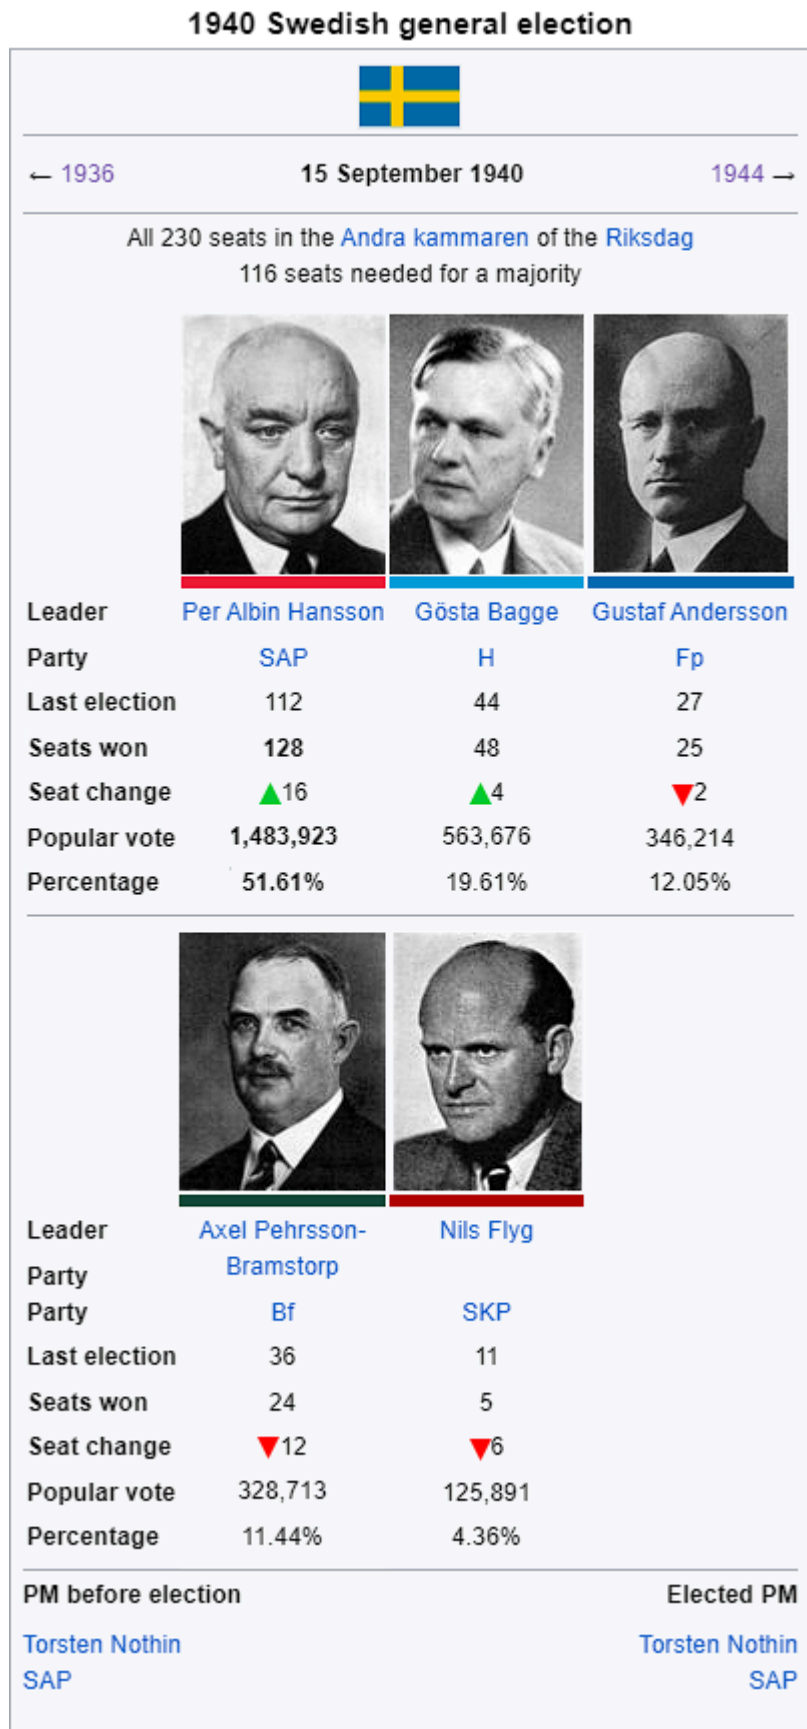 1940 Swedish general election
← 1936 15 September 1940 1944 →
All 230 seats in the Andra kammaren of the Riksdag
116 seats needed for a majority
Leader Per Albin Hansson Gösta Bagge Gustaf Andersson
Party SAP H Fp
Last election 112 44 27
Seats won 128 48 25
Seat change ▲16 ▲4 ▼2
Popular vote 1,483,923 563,676 346,214
Percentage 51.61% 19.61% 12.05%
Leader Axel Pehrsson- Nils Flyg
Bramstorp
Party
Party Bf SKP
Last election 36 11
Seats won 24 5
Seat change ▼12 ▼6
Popular vote 328,713 125,891
Percentage 11.44% 4.36%
PM before election Elected PM
Torsten Nothin Torsten Nothin
SAP SAP